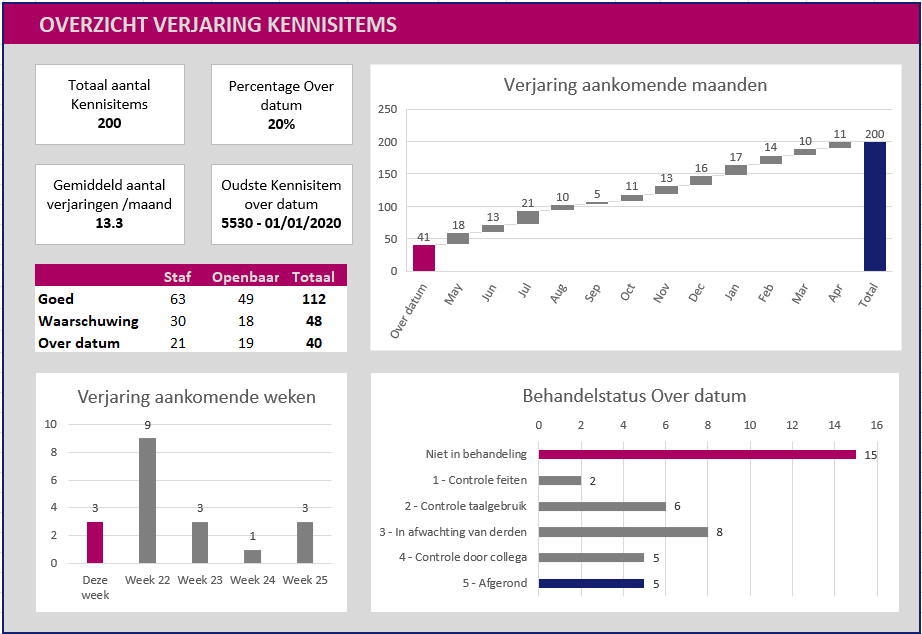 OVERZICHT VERJARING KENNISITEMS
Totaal aantal
Kennisitems
200
Percentage Over
datum
20%
Gemiddeld aantal
verjaringen /maand
13.3
Oudste Kennisitem
over datum
5530 - 01/01/2020
Staf Openbaar Totaal
Goed 63 49 112
Waarschuwing 30 18 48
Over datum 21 19 40
Verjaring aankomende maanden
250
200
150
100
50
0
41 18 13 21 10 5 11 13 16 17 14 10 11 200
Over datum May Jun Jul Aug Sep Oct Nov Dec Jan Feb Mar Apr Total
Verjaring aankomende weken
10
8
6
4
2
0
3 9 3 1 3
Deze Week 22 Week 23 Week 24 Week 25
week
Behandelstatus Over datum
0 2 4 6 8 10 12 14 16
Niet in behandeling 15
1 - Controle feiten 2
2 - Controle taalgebruik 6
3 - In afwachting van derden 8
4 - Controle door collega 5
5 - Afgerond 5